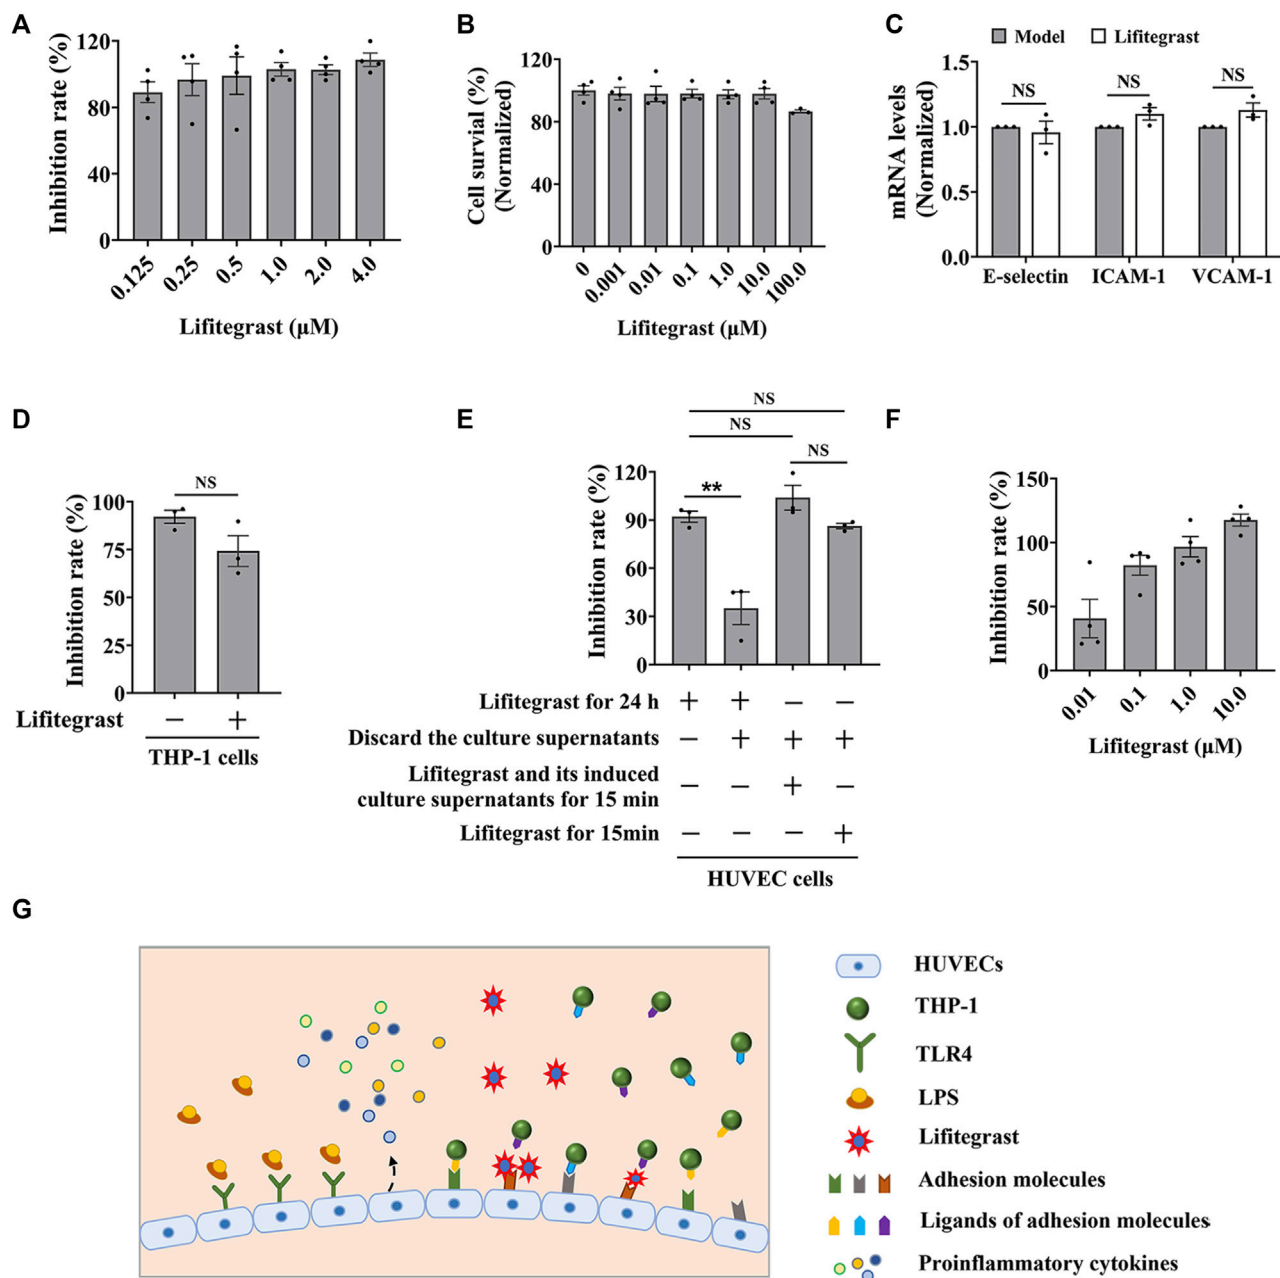 A
Inhibition rate (%)
120
80
40
0
0.125
0.25
0.5
1.0
2.0
4.0
Lifitegrast (μM)
B
Cell survial (%)
(Normalized)
120
80
40
0
0
0.001
0.01
0.1
1.0
10.0
100.0
Lifitegrast (μM)
C
Model
Lifitegrast
mRNA levels
(Normalized)
1.5
1.0
0.5
0.0
NS
NS
NS
E-selectin
ICAM-1
VCAM-1
D
Inhibition rate (%)
100
75
50
25
0
NS
Lifitegrast − +
THP-1 cells
E
Inhibition rate (%)
120
90
60
30
0
NS
NS
NS
**
Lifitegrast for 24 h + + − −
Discard the culture supernatants − + + +
Lifitegrast and its induced
culture supernatants for 15 min − − + −
Lifitegrast for 15min − − − +
HUVEC cells
F
Inhibition rate (%)
150
100
50
0
0.01
0.1
1.0
10.0
Lifitegrast (μM)
G
HUVECs
THP-1
TLR4
LPS
Lifitegrast
Adhesion molecules
Ligands of adhesion molecules
Proinflammatory cytokines